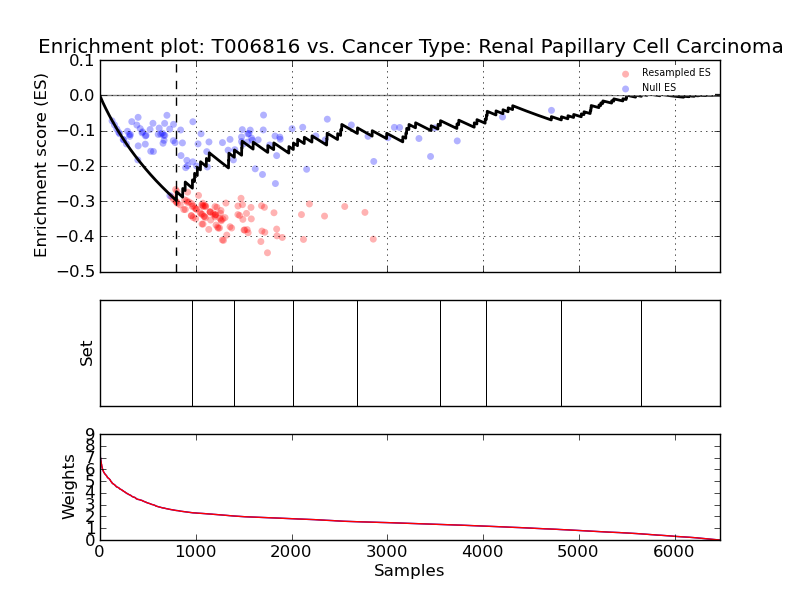 Enrichment plot: T006816 vs. Cancer Type: Renal Papillary Cell Carcinoma
0.1
0.0
−0.1
−0.2
−0.3
−0.4
−0.5
Enrichment score (ES)
Resampled ES
Null ES
Set
9
8
7
6
5
4
3
2
1
0
Weights
0 1000 2000 3000 4000 5000 6000
Samples